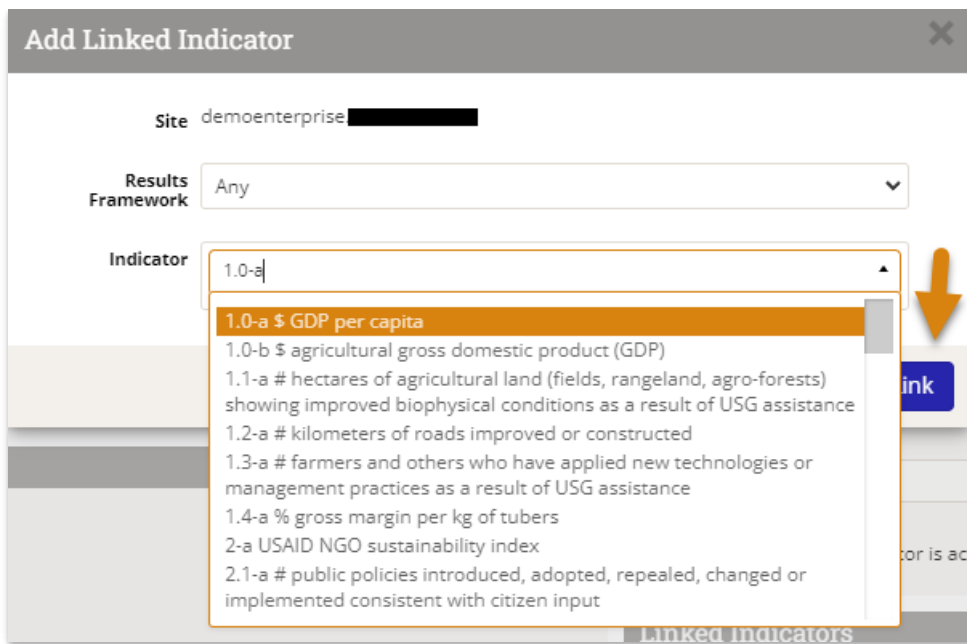 Add Linked Indicator
Site demoenterprise.
Results
Framework
Any
Indicator
1.0-a
1.0-a $ GDP per capita
1.0-b $ agricultural gross domestic product (GDP)
1.1-a # hectares of agricultural land (fields, rangeland, agro-forests)
showing improved biophysical conditions as a result of USG assistance
1.2-a # kilometers of roads improved or constructed
1.3-a # farmers and others who have applied new technologies or
management practices as a result of USG assistance
1.4-a % gross margin per kg of tubers
2-a USAID NGO sustainability index
2.1-a # public policies introduced, adopted, repealed, changed or
implemented consistent with citizen input
is
Linked Indicators